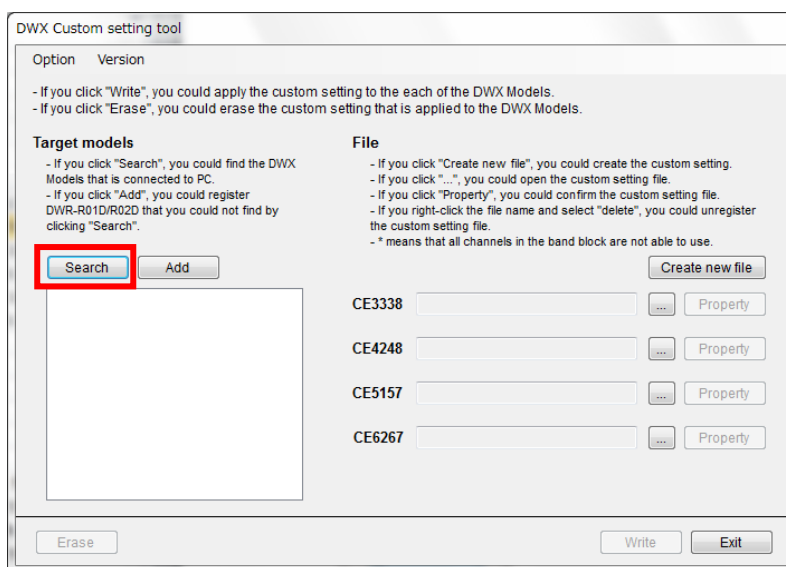 DWX Custom setting tool
Option Version
- If you click "Write", you could apply the custom setting to the each of the DWX Models.
- If you click "Erase", you could erase the custom setting that is applied to the DWX Models.
Target models
- If you click "Search", you could find the DWX
Models that is connected to PC.
- If you click "Add", you could register
DWR-R01D/R02D that you could not find by
clicking "Search".
Search Add
File
- If you click "Create new file", you could create the custom setting.
- If you click "...", you could open the custom setting file.
- If you click "Property", you could confirm the custom setting file.
- If you right-click the file name and select "delete", you could unregister
the custom setting file.
- * means that all channels in the band block are not able to use.
Create new file
CE3338 ... Property
CE4248 ... Property
CE5157 ... Property
CE6267 ... Property
Erase Write Exit